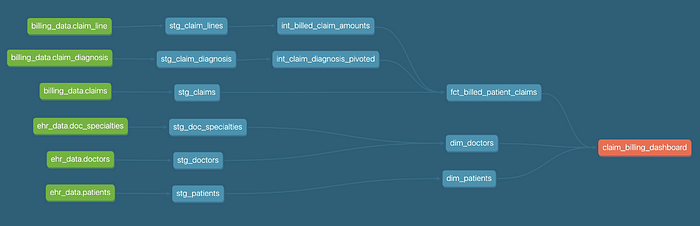 billing_data.claim_line
stg_claim_lines
int_billed_claim_amounts
billing_data.claim_diagnosis
stg_claim_diagnosis
int_claim_diagnosis_pivoted
billing_data.claims
stg_claims
fct_billed_patient_claims
ehr_data.doc_specialties
stg_doc_specialties
dim_doctors
claim_billing_dashboard
ehr_data.doctors
stg_doctors
dim_patients
ehr_data.patients
stg_patients